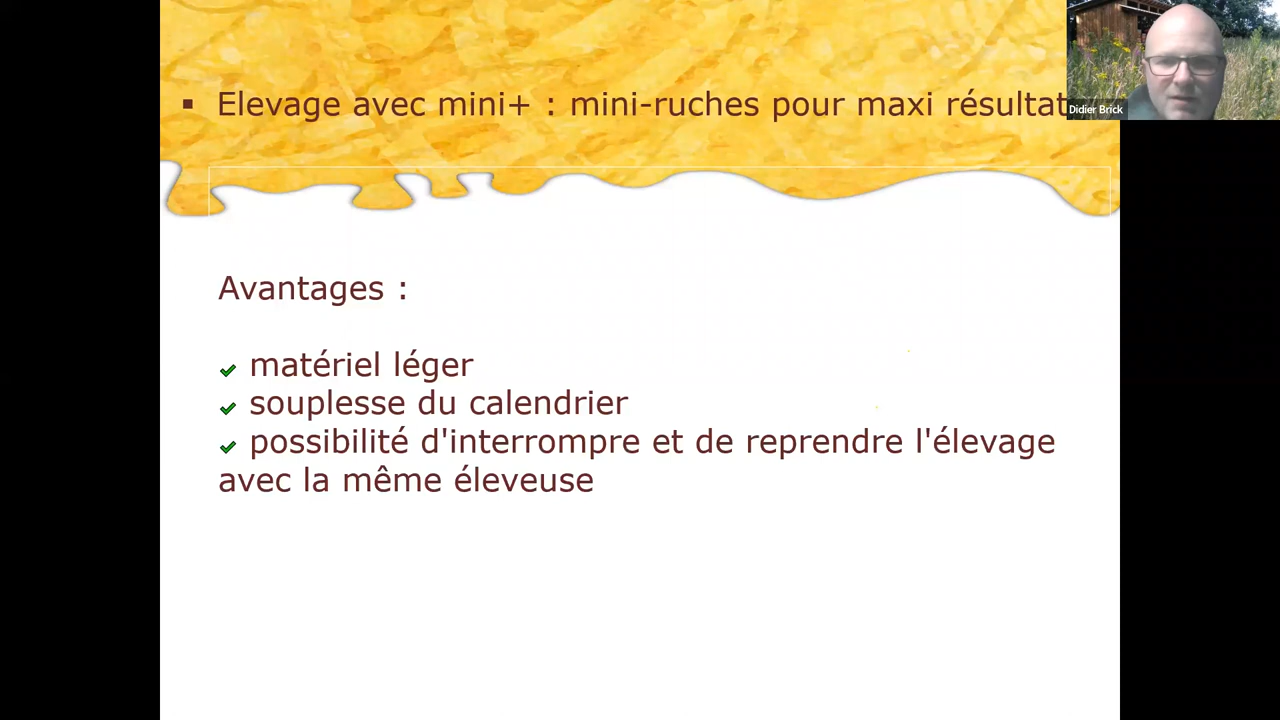 Elevage avec mini+ : mini-ruches pour maxi résultat
Didier Brick
Avantages :
matériel léger
souplesse du calendrier
possibilité d'interrompre et de reprendre l'élevage
avec la même éleveuse